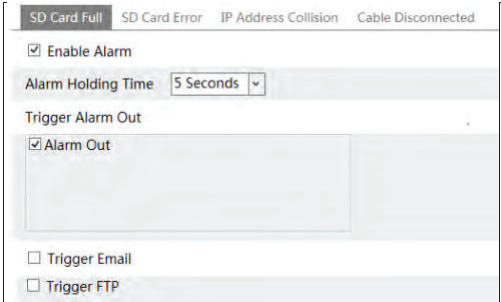 SD Card Full SD Card Error IP Address Collision Cable Disconnected
Enable Alarm
Alarm Holding Time 5 Seconds
Trigger Alarm Out
Alarm Out
Trigger Email
Trigger FTP